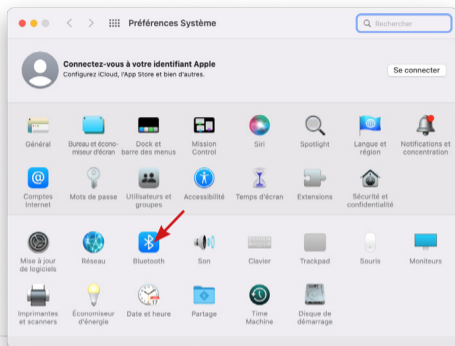 Préférences Système
Rechercher
Connectez-vous à votre identifiant Apple
Configurez iCloud, l'App Store et bien d'autres.
Se connecter
Général
Bureau et écono-
miseur d'écran
Dock et
barre des menus
Mission
Control
Siri
Spotlight
Langue et
région
Notifications et
concentration
Comptes
Internet
Mots de passe
Utilisateurs et
groupes
Accessibilité
Temps d'écran
Extensions
Sécurité et
confidentialité
Mise à jour
de logiciels
Réseau
Bluetooth
Son
Clavier
Trackpad
Souris
Moniteurs
Imprimantes
et scanners
Économiseur
d'énergie
Date et heure
Partage
Time
Machine
Disque de
démarrage